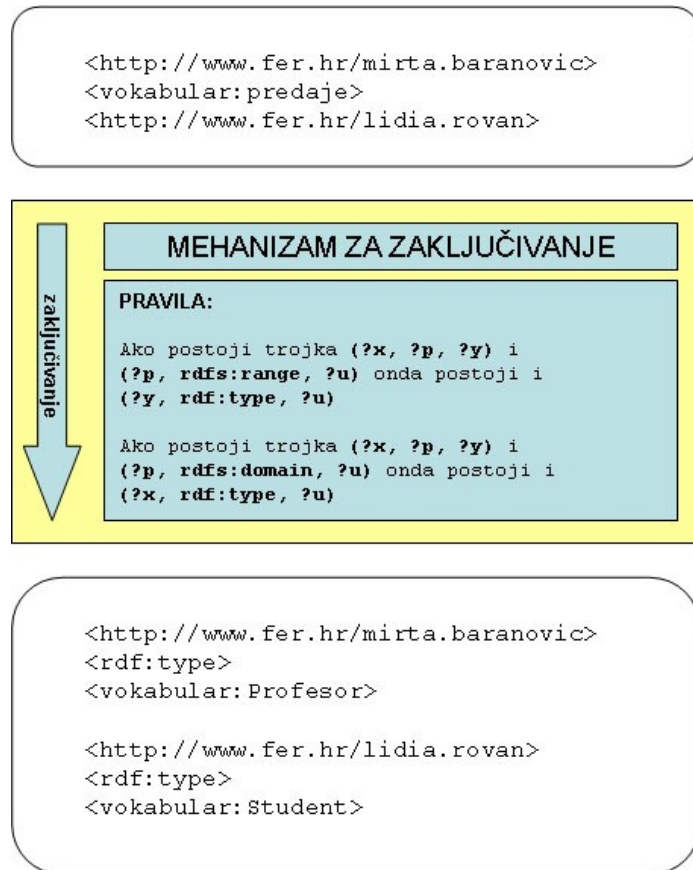 <http://www.fer.hr/mirta.baranovic>
<vokabular:predaje>
<http://www.fer.hr/lidia.rovan>
zaključivanje
MEHANIZAM ZA ZAKLJUČIVANJE
PRAVILA:
Ako postoji trojka (?x, ?p, ?y) i
(?p, rdfs:range, ?u) onda postoji i
(?y, rdf:type, ?u)
Ako postoji trojka (?x, ?p, ?y) i
(?p, rdfs:domain, ?u) onda postoji i
(?x, rdf:type, ?u)
<http://www.fer.hr/mirta.baranovic>
<rdf:type>
<vokabular:Profesor>
<http://www.fer.hr/lidia.rovan>
<rdf:type>
<vokabular:Student>